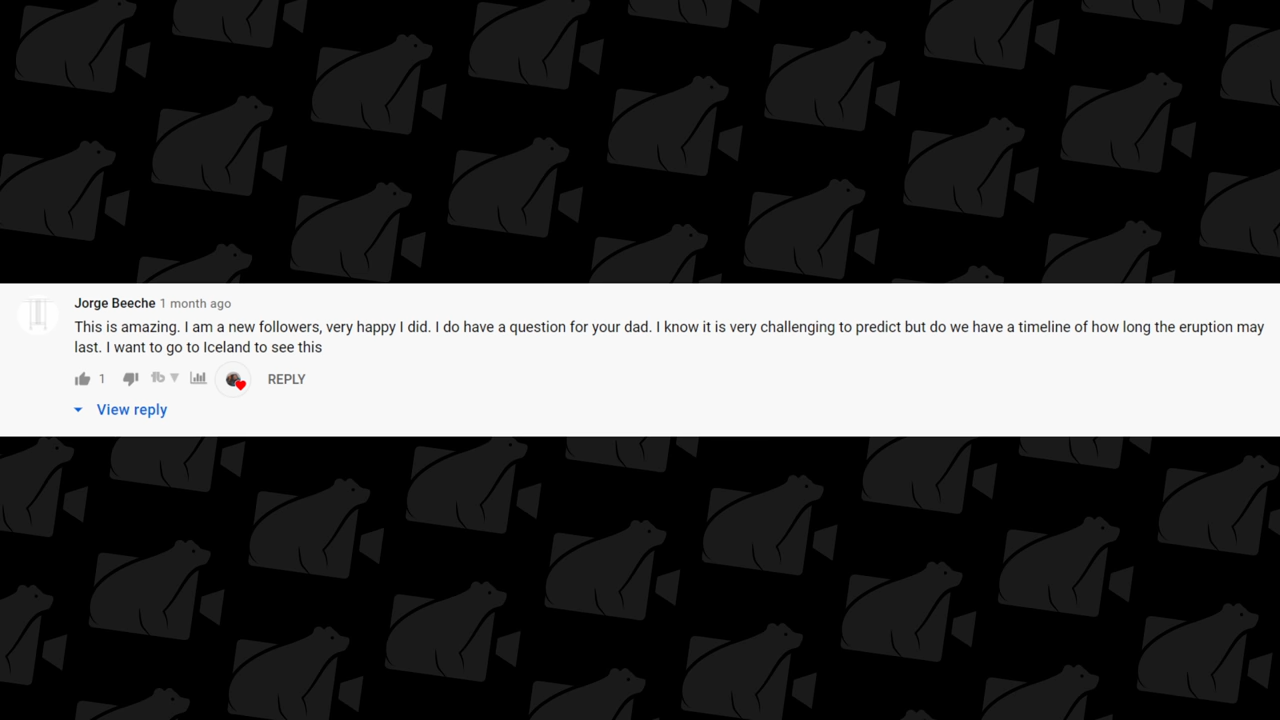 Jorge Beeche 1 month ago
This is amazing. I am a new followers, very happy I did. I do have a question for your dad. I know it is very challenging to predict but do we have a timeline of how long the eruption may
last. I want to go to Iceland to see this
1 REPLY
View reply